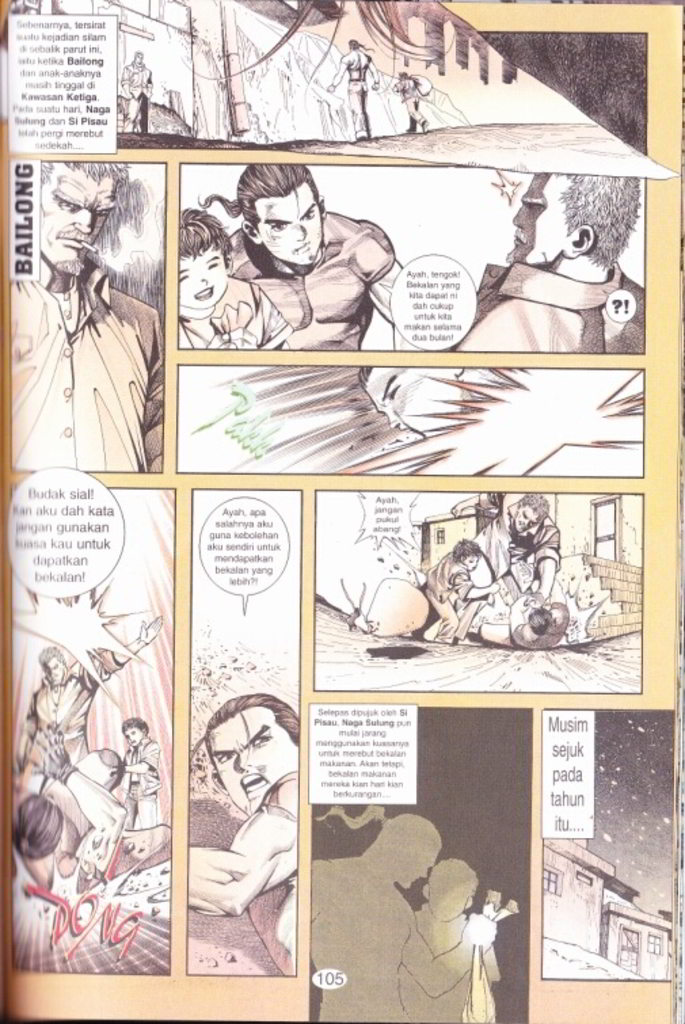 Sebenarnya, tersirat
suatu kejadian silam
di sebalik parut ini,
iaitu ketika Bailong
dan anak-anaknya
masih tinggal di
Kawasan Ketiga.
Pada suatu hari, Naga
Sulung dan Si Pisau
telah pergi merebut
sedekah....
BAILONG
Ayah, tengok!
Bekalan yang
kita dapat ni
dah cukup
untuk kita
makan selama
dua bulan!
?!
Budak sial!
Kan aku dah kata
jangan gunakan
kuasa kau untuk
dapatkan
bekalan!
DONG
Ayah, apa
salahnya aku
guna kebolehan
aku sendiri untuk
mendapatkan
bekalan yang
lebih?!
Ayah,
jangan
pukul
abang!
Selepas dipujuk oleh Si
Pisau, Naga Sulung pun
mulai jarang
menggunakan kuasanya
untuk merebut bekalan
makanan. Akan tetapi,
bekalan makanan
mereka kian hari kian
berkurangan....
Musim
sejuk
pada
tahun
itu....
105